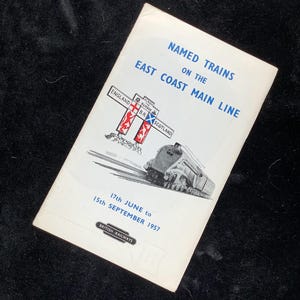 NAMED TRAINS
ON THE
EAST COAST MAIN LINE
ENGLAND
SCOTLAND
17th JUNE to
15th SEPTEMBER 1957
BRITISH RAILWAYS